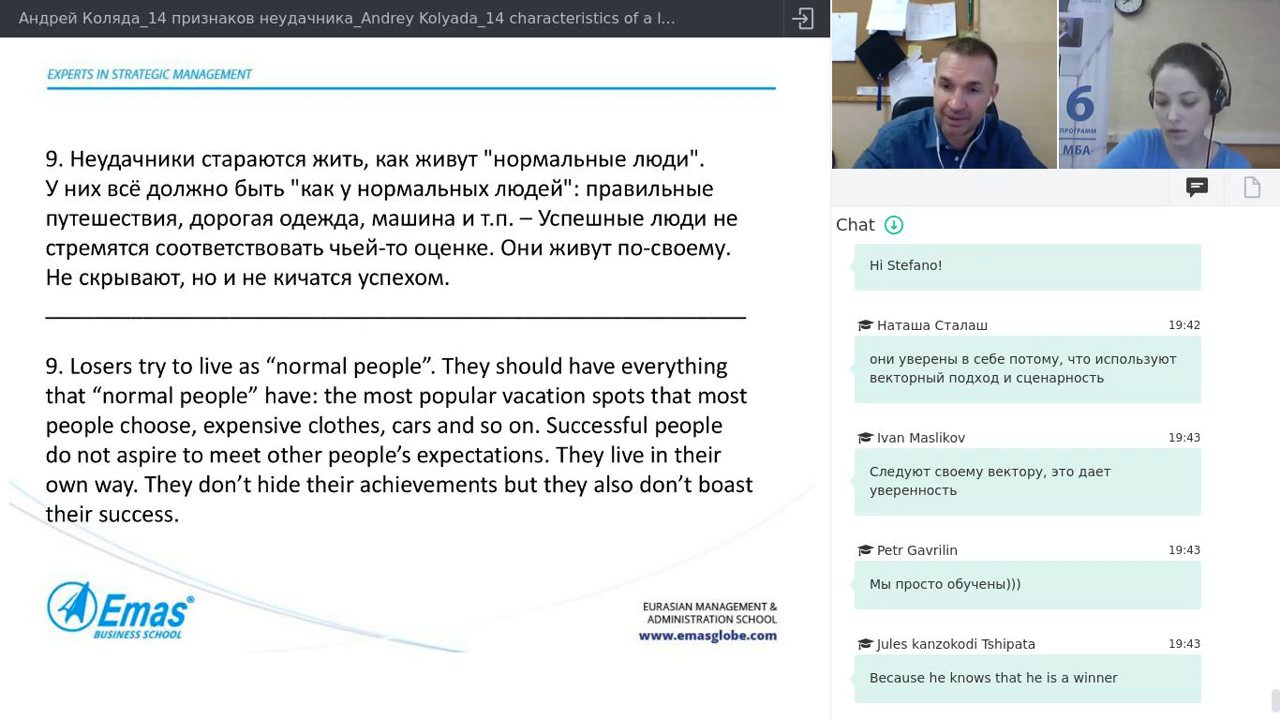 Андрей Коляда_14 признаков неудачника_Andrey Kolyada_14 characteristics of a l...
EXPERTS IN STRATEGIC MANAGEMENT
9. Неудачники стараются жить, как живут "нормальные люди".
У них всё должно быть "как у нормальных людей": правильные
путешествия, дорогая одежда, машина и т.п. – Успешные люди не
стремятся соответствовать чьей-то оценке. Они живут по-своему.
Не скрывают, но и не кичатся успехом.
9. Losers try to live as “normal people”. They should have everything
that “normal people” have: the most popular vacation spots that most
people choose, expensive clothes, cars and so on. Successful people
do not aspire to meet other people’s expectations. They live in their
own way. They don’t hide their achievements but they also don’t boast
their success.
Emas®
BUSINESS SCHOOL
EURASIAN MANAGEMENT &
ADMINISTRATION SCHOOL
www.emasglobe.com
6
ПРОГРАММ
МБА
Chat
Hi Stefano!
Наташа Сталаш 19:42
они уверены в себе потому, что используют
векторный подход и сценарность
Ivan Maslikov 19:43
Следуют своему вектору, это дает
уверенность
Petr Gavrilin 19:43
Мы просто обучены)))
Jules kanzokodi Tshipata 19:43
Because he knows that he is a winner